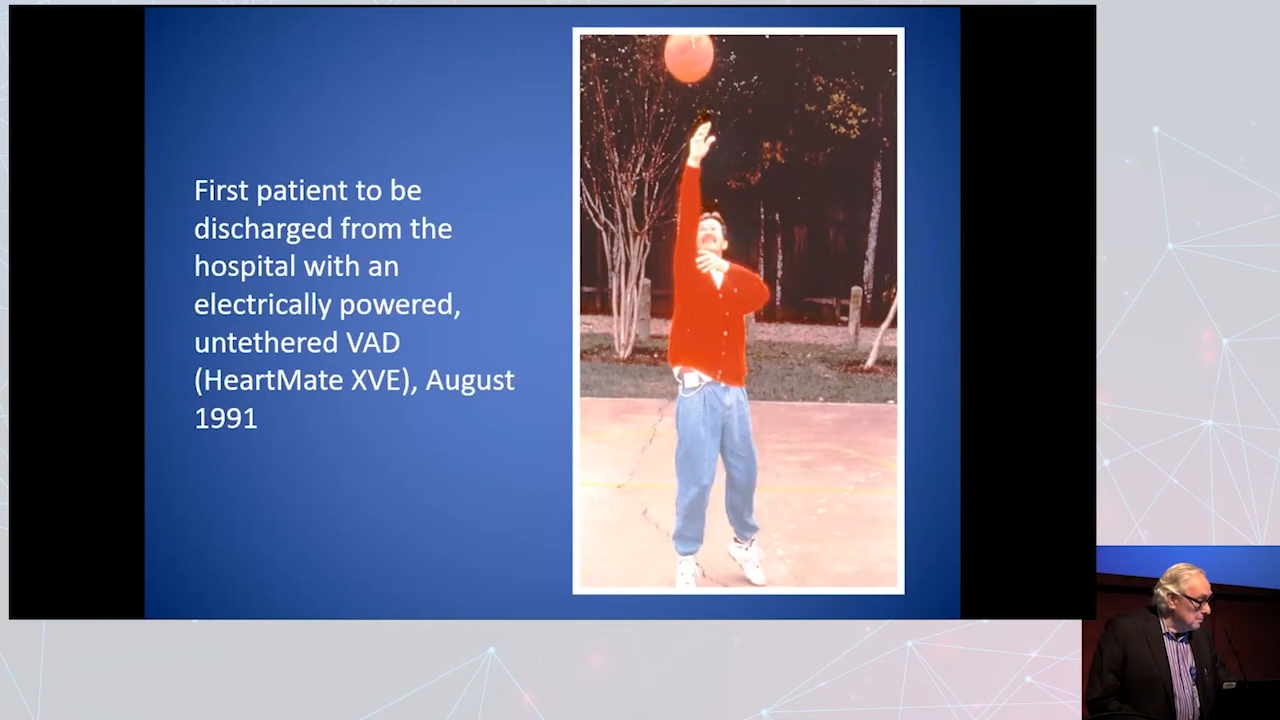 First patient to be
discharged from the
hospital with an
electrically powered,
untethered VAD
(HeartMate XVE), August
1991